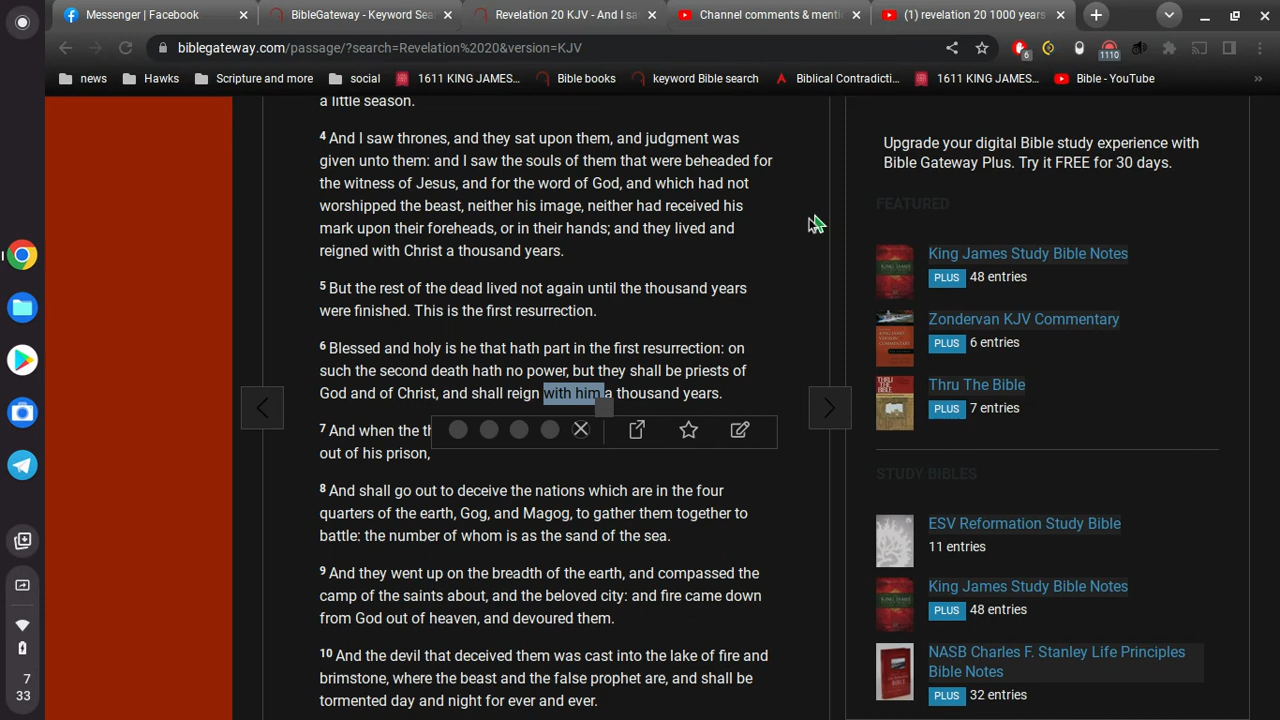 Messenger | Facebook
BibleGateway - Keyword Sea
Revelation 20 KJV - And I sa
Channel comments & menti
(1) revelation 20 1000 years
biblegateway.com/passage/?search=Revelation%2020&version=KJV
6
1110
news
Hawks
Scripture and more
social
1611 KING JAMES...
Bible books
keyword Bible search
Biblical Contradicti...
1611 KING JAMES...
Bible - YouTube
»
a little season.
4 And I saw thrones, and they sat upon them, and judgment was
given unto them: and I saw the souls of them that were beheaded for
the witness of Jesus, and for the word of God, and which had not
worshipped the beast, neither his image, neither had received his
mark upon their foreheads, or in their hands; and they lived and
reigned with Christ a thousand years.
5 But the rest of the dead lived not again until the thousand years
were finished. This is the first resurrection.
6 Blessed and holy is he that hath part in the first resurrection: on
such the second death hath no power, but they shall be priests of
God and of Christ, and shall reign with him a thousand years.
7 And when the th
out of his prison,
8 And shall go out to deceive the nations which are in the four
quarters of the earth, Gog, and Magog, to gather them together to
battle: the number of whom is as the sand of the sea.
9 And they went up on the breadth of the earth, and compassed the
camp of the saints about, and the beloved city: and fire came down
from God out of heaven, and devoured them.
10 And the devil that deceived them was cast into the lake of fire and
brimstone, where the beast and the false prophet are, and shall be
tormented day and night for ever and ever.
Upgrade your digital Bible study experience with
Bible Gateway Plus. Try it FREE for 30 days.
FEATURED
King James Study Bible Notes
PLUS 48 entries
Zondervan KJV Commentary
PLUS 6 entries
Thru The Bible
PLUS 7 entries
STUDY BIBLES
ESV Reformation Study Bible
11 entries
King James Study Bible Notes
PLUS 48 entries
NASB Charles F. Stanley Life Principles
Bible Notes
PLUS 32 entries
7
33